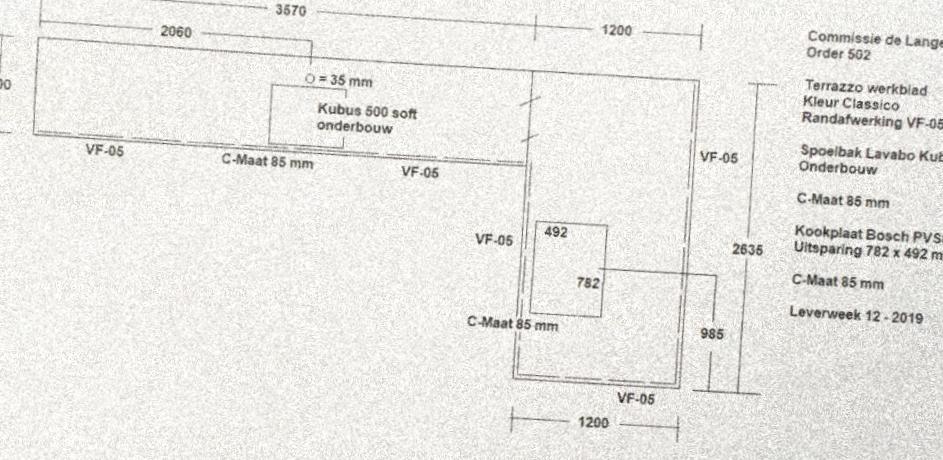 3570
1200
2060
= 35 mm
Kubus 500 soft
onderbouw
VF-05
C-Maat 85 mm
VF-05
VF-05
VF-05
492
782
2635
985
C-Maat 85 mm
VF-05
1200
Commissie de Lange
Order 502
Terrazzo werkblad
Kleur Classico
Randafwerking VF-05
Spoelbak Lavabo
Onderbouw
C-Maat 85 mm
Kookplaat Bosch
Uitsparing 782 x 492
C-Maat 85 mm
Leverweek 12 - 2019